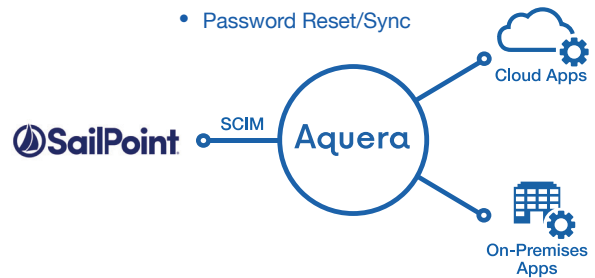 • Password Reset/Sync
Cloud Apps
SCIM
SailPoint
Aquera
On-Premises
Apps